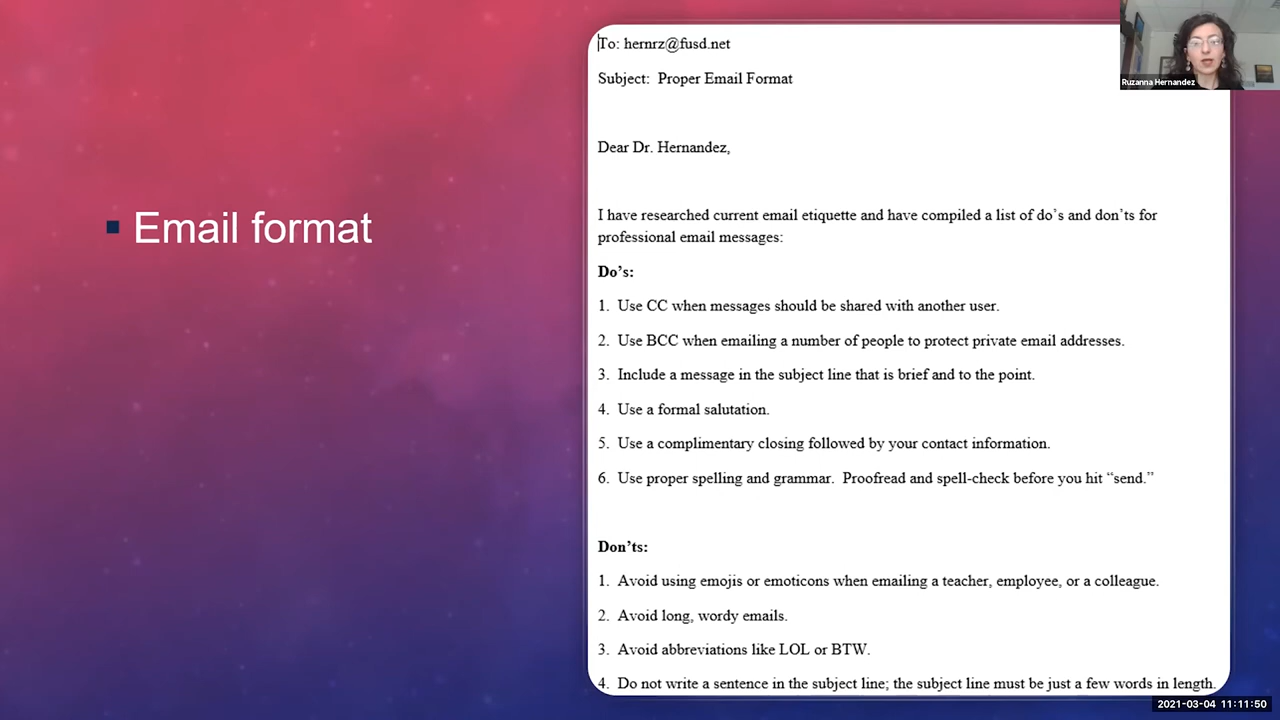 Email format
To: hernrz@fusd.net
Subject:  Proper Email Format
Dear Dr. Hernandez,
I have researched current email etiquette and have compiled a list of do’s and don’ts for
professional email messages:
Do’s:
1.  Use CC when messages should be shared with another user.
2.  Use BCC when emailing a number of people to protect private email addresses.
3.  Include a message in the subject line that is brief and to the point.
4.  Use a formal salutation.
5.  Use a complimentary closing followed by your contact information.
6.  Use proper spelling and grammar.  Proofread and spell-check before you hit “send.”
Don’ts:
1.  Avoid using emojis or emoticons when emailing a teacher, employee, or a colleague.
2.  Avoid long, wordy emails.
3.  Avoid abbreviations like LOL or BTW.
4.  Do not write a sentence in the subject line; the subject line must be just a few words in length.
Ruzanna Hernandez
2021-03-04 11:11:50